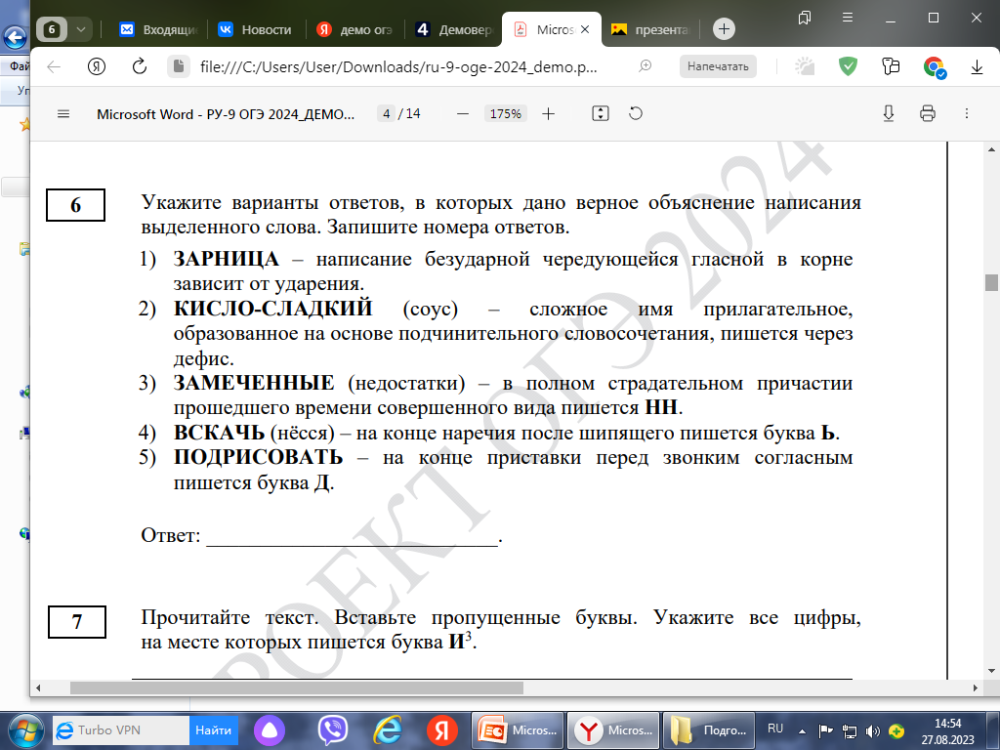 6
Входящи
Новости
демо огэ
Демовер
Micros
презента
file:///C:/Users/User/Downloads/ru-9-oge-2024_demo.p...
Напечатать
Microsoft Word - РУ-9 ОГЭ 2024_ДЕМО...
4 / 14
175%
Фай
Уп
6
Укажите варианты ответов, в которых дано верное объяснение написания
выделенного слова. Запишите номера ответов.
1) ЗАРНИЦА – написание безударной чередующейся гласной в корне
зависит от ударения.
2) КИСЛО-СЛАДКИЙ (соус) – сложное имя прилагательное,
образованное на основе подчинительного словосочетания, пишется через
дефис.
3) ЗАМЕЧЕННЫЕ (недостатки) – в полном страдательном причастии
прошедшего времени совершенного вида пишется НН.
4) ВСКАЧЬ (нёсся) – на конце наречия после шипящего пишется буква Ь.
5) ПОДРИСОВАТЬ – на конце приставки перед звонким согласным
пишется буква Д.
Ответ: ___________________________.
7
Прочитайте текст. Вставьте пропущенные буквы. Укажите все цифры,
на месте которых пишется буква И³.
РОЕКТ ОГЭ 2024
Turbo VPN
Найти
Micros...
Micros...
Подго...
RU
14:54
27.08.2023